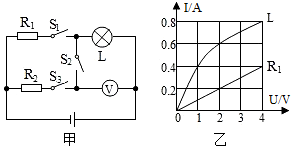 R₁ S₁
L
S₂
R₂ S₃
V
甲
I/A
0.8
0.6
0.4
0.2
0 1 2 3 4
U/V
L
R₁
乙